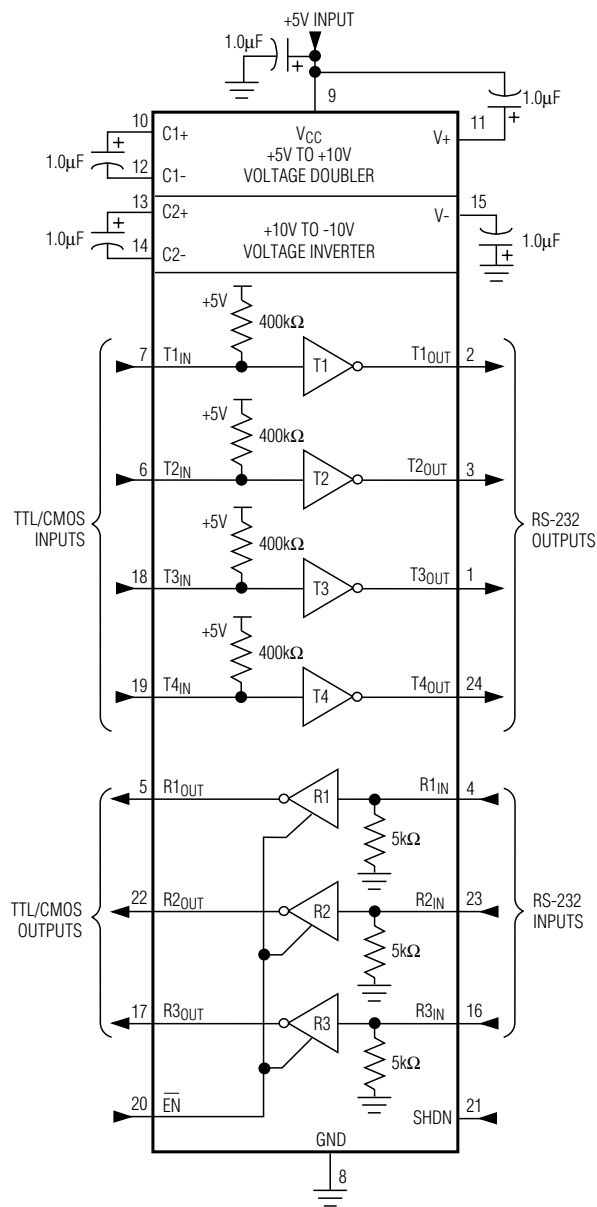 +5V INPUT
1.0µF
+
9
1.0µF
+
10
C1+
VCC
+5V TO +10V
VOLTAGE DOUBLER
V+
11
1.0µF
+
12
C1-
13
C2+
+10V TO -10V
VOLTAGE INVERTER
V-
15
1.0µF
+
14
C2-
1.0µF
+
+5V
400kΩ
7
T1IN
T1
T1OUT
2
+5V
400kΩ
6
T2IN
T2
T2OUT
3
TTL/CMOS
INPUTS
RS-232
OUTPUTS
+5V
400kΩ
18
T3IN
T3
T3OUT
1
+5V
400kΩ
19
T4IN
T4
T4OUT
24
5
R1OUT
R1
R1IN
4
5kΩ
22
R2OUT
R2
R2IN
23
TTL/CMOS
OUTPUTS
RS-232
INPUTS
5kΩ
17
R3OUT
R3
R3IN
16
5kΩ
20
EN
SHDN
21
GND
8